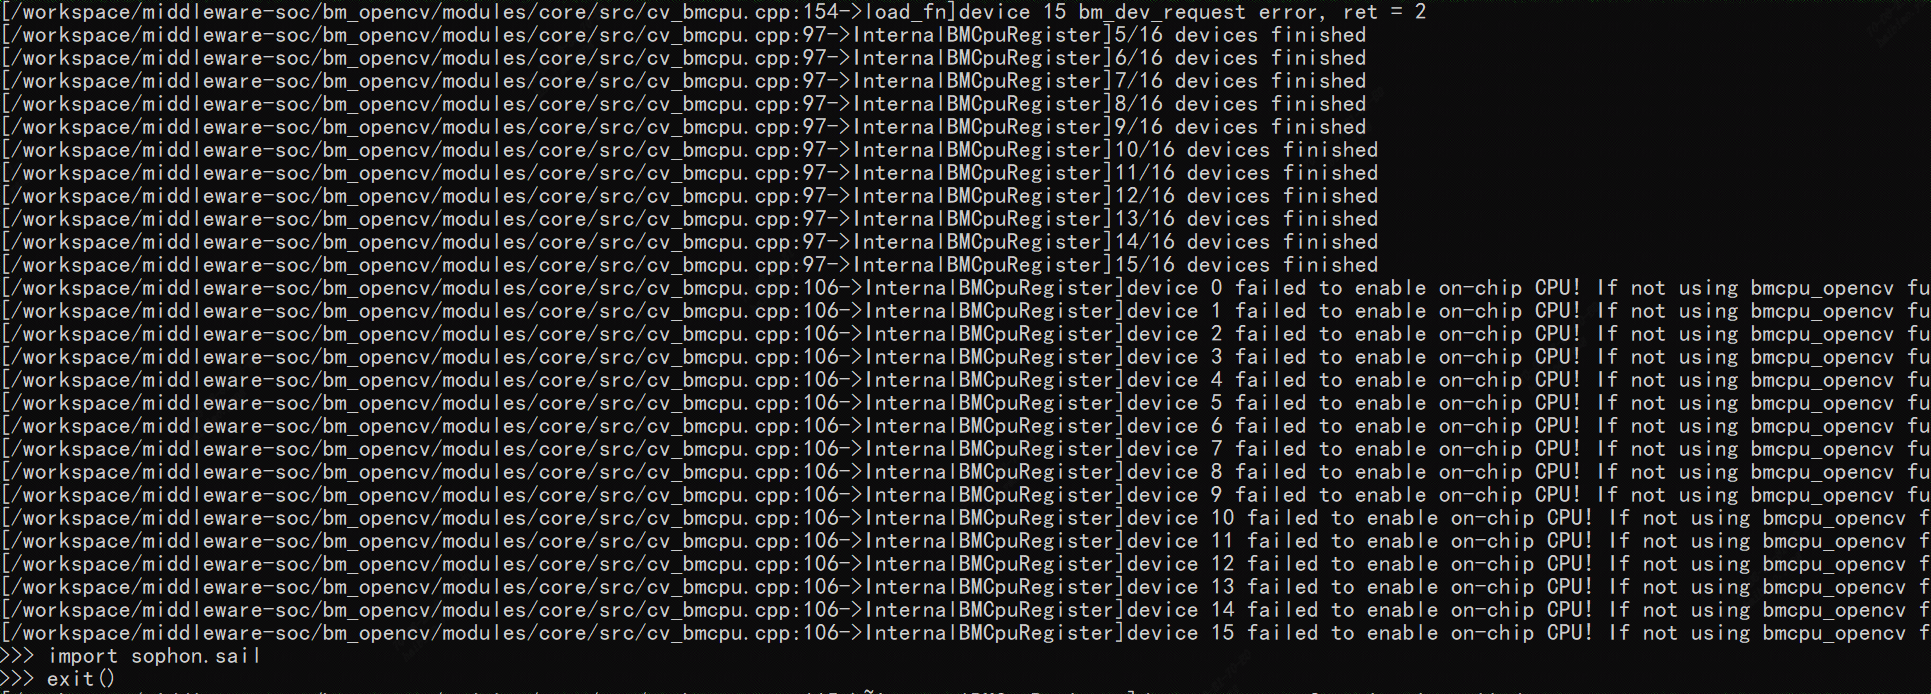 [/workspace/middleware-soc/bm_opencv/modules/core/src/cv_bmcpu.cpp:154->load_fn]device 15 bm_dev_request error, ret = 2
[/workspace/middleware-soc/bm_opencv/modules/core/src/cv_bmcpu.cpp:97->InternalBMCpuRegister]5/16 devices finished
[/workspace/middleware-soc/bm_opencv/modules/core/src/cv_bmcpu.cpp:97->InternalBMCpuRegister]6/16 devices finished
[/workspace/middleware-soc/bm_opencv/modules/core/src/cv_bmcpu.cpp:97->InternalBMCpuRegister]7/16 devices finished
[/workspace/middleware-soc/bm_opencv/modules/core/src/cv_bmcpu.cpp:97->InternalBMCpuRegister]8/16 devices finished
[/workspace/middleware-soc/bm_opencv/modules/core/src/cv_bmcpu.cpp:97->InternalBMCpuRegister]9/16 devices finished
[/workspace/middleware-soc/bm_opencv/modules/core/src/cv_bmcpu.cpp:97->InternalBMCpuRegister]10/16 devices finished
[/workspace/middleware-soc/bm_opencv/modules/core/src/cv_bmcpu.cpp:97->InternalBMCpuRegister]11/16 devices finished
[/workspace/middleware-soc/bm_opencv/modules/core/src/cv_bmcpu.cpp:97->InternalBMCpuRegister]12/16 devices finished
[/workspace/middleware-soc/bm_opencv/modules/core/src/cv_bmcpu.cpp:97->InternalBMCpuRegister]13/16 devices finished
[/workspace/middleware-soc/bm_opencv/modules/core/src/cv_bmcpu.cpp:97->InternalBMCpuRegister]14/16 devices finished
[/workspace/middleware-soc/bm_opencv/modules/core/src/cv_bmcpu.cpp:97->InternalBMCpuRegister]15/16 devices finished
[/workspace/middleware-soc/bm_opencv/modules/core/src/cv_bmcpu.cpp:106->InternalBMCpuRegister]device 0 failed to enable on-chip CPU! If not using bmcpu_opencv fu
[/workspace/middleware-soc/bm_opencv/modules/core/src/cv_bmcpu.cpp:106->InternalBMCpuRegister]device 1 failed to enable on-chip CPU! If not using bmcpu_opencv fu
[/workspace/middleware-soc/bm_opencv/modules/core/src/cv_bmcpu.cpp:106->InternalBMCpuRegister]device 2 failed to enable on-chip CPU! If not using bmcpu_opencv fu
[/workspace/middleware-soc/bm_opencv/modules/core/src/cv_bmcpu.cpp:106->InternalBMCpuRegister]device 3 failed to enable on-chip CPU! If not using bmcpu_opencv fu
[/workspace/middleware-soc/bm_opencv/modules/core/src/cv_bmcpu.cpp:106->InternalBMCpuRegister]device 4 failed to enable on-chip CPU! If not using bmcpu_opencv fu
[/workspace/middleware-soc/bm_opencv/modules/core/src/cv_bmcpu.cpp:106->InternalBMCpuRegister]device 5 failed to enable on-chip CPU! If not using bmcpu_opencv fu
[/workspace/middleware-soc/bm_opencv/modules/core/src/cv_bmcpu.cpp:106->InternalBMCpuRegister]device 6 failed to enable on-chip CPU! If not using bmcpu_opencv fu
[/workspace/middleware-soc/bm_opencv/modules/core/src/cv_bmcpu.cpp:106->InternalBMCpuRegister]device 7 failed to enable on-chip CPU! If not using bmcpu_opencv fu
[/workspace/middleware-soc/bm_opencv/modules/core/src/cv_bmcpu.cpp:106->InternalBMCpuRegister]device 8 failed to enable on-chip CPU! If not using bmcpu_opencv fu
[/workspace/middleware-soc/bm_opencv/modules/core/src/cv_bmcpu.cpp:106->InternalBMCpuRegister]device 9 failed to enable on-chip CPU! If not using bmcpu_opencv fu
[/workspace/middleware-soc/bm_opencv/modules/core/src/cv_bmcpu.cpp:106->InternalBMCpuRegister]device 10 failed to enable on-chip CPU! If not using bmcpu_opencv f
[/workspace/middleware-soc/bm_opencv/modules/core/src/cv_bmcpu.cpp:106->InternalBMCpuRegister]device 11 failed to enable on-chip CPU! If not using bmcpu_opencv f
[/workspace/middleware-soc/bm_opencv/modules/core/src/cv_bmcpu.cpp:106->InternalBMCpuRegister]device 12 failed to enable on-chip CPU! If not using bmcpu_opencv f
[/workspace/middleware-soc/bm_opencv/modules/core/src/cv_bmcpu.cpp:106->InternalBMCpuRegister]device 13 failed to enable on-chip CPU! If not using bmcpu_opencv f
[/workspace/middleware-soc/bm_opencv/modules/core/src/cv_bmcpu.cpp:106->InternalBMCpuRegister]device 14 failed to enable on-chip CPU! If not using bmcpu_opencv f
[/workspace/middleware-soc/bm_opencv/modules/core/src/cv_bmcpu.cpp:106->InternalBMCpuRegister]device 15 failed to enable on-chip CPU! If not using bmcpu_opencv f
>>> import sophon.sail
>>> exit()